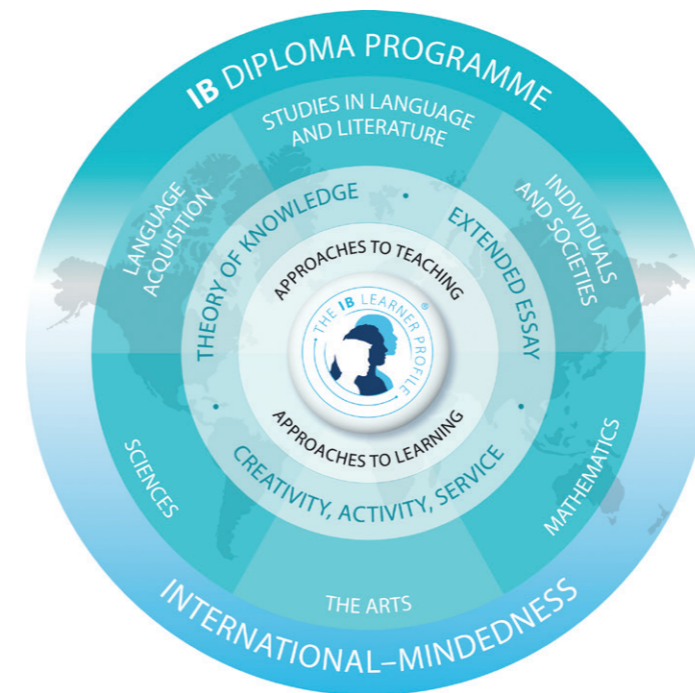 IB DIPLOMA PROGRAMME
STUDIES IN LANGUAGE
AND LITERATURE
LANGUAGE
ACQUISITION
INDIVIDUALS
AND SOCIETIES
THEORY OF KNOWLEDGE
•
EXTENDED ESSAY
•
APPROACHES TO TEACHING
THE IB LEARNER PROFILE®
APPROACHES TO LEARNING
•
CREATIVITY, ACTIVITY, SERVICE
SCIENCES
MATHEMATICS
THE ARTS
INTERNATIONAL–MINDEDNESS